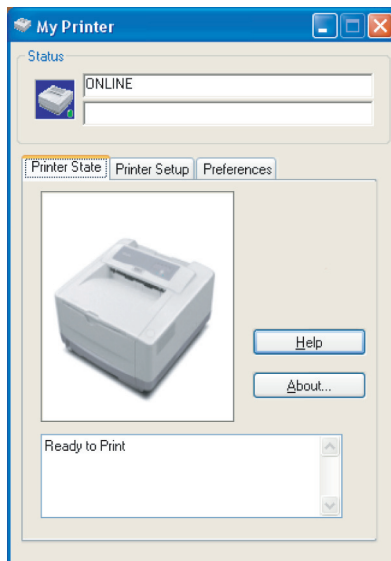 My Printer
Status
ONLINE
Printer State Printer Setup Preferences
Help
About...
Ready to Print